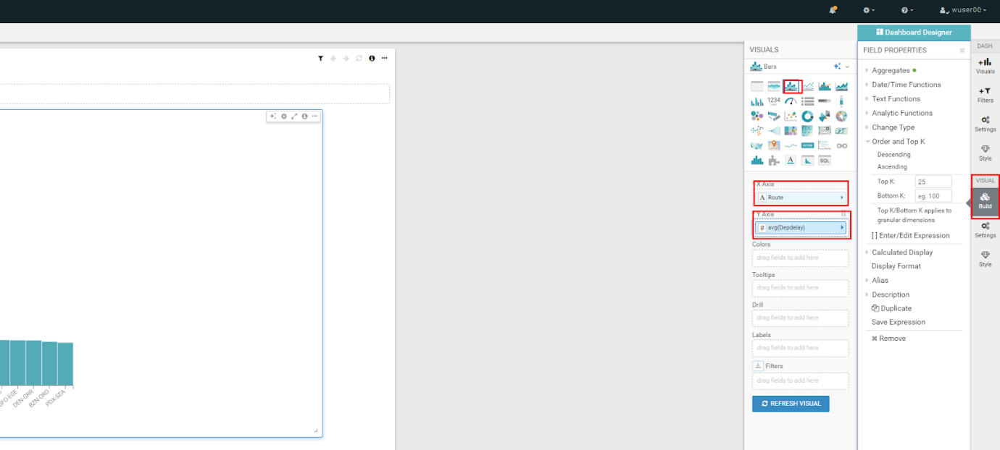 wuser00
Dashboard Designer
DASH.
VISUALS
FIELD PROPERTIES
Bars
Visuals
Filters
Settings
Style
VISUAL
Build
Settings
Style
1234
ACTION
A
SQL
X Axis
A Route
Y Axis
# avg(Depdelay)
Colors
drag fields to add here
Tooltips
drag fields to add here
Drill
drag fields to add here
Labels
drag fields to add here
Filters
drag fields to add here
REFRESH VISUAL
Aggregates
Date/Time Functions
Text Functions
Analytic Functions
Change Type
Order and Top K
Descending
Ascending
Top K: 25
Bottom K: eg. 100
Top K/Bottom K applies to
granular dimensions
[ ] Enter/Edit Expression
Calculated Display
Display Format
Alias
Description
Duplicate
Save Expression
Remove
SFO-EGE
DEN-GRR
BZN-ORD
PDX-SEA